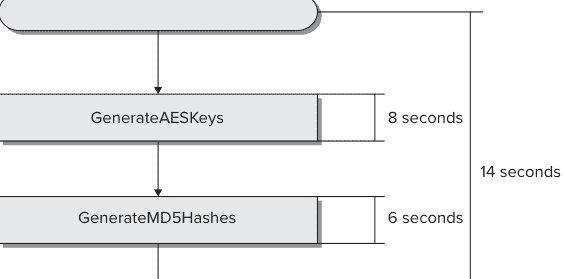 GenerateAESKeys
8 seconds
14 seconds
GenerateMD5Hashes
6 seconds